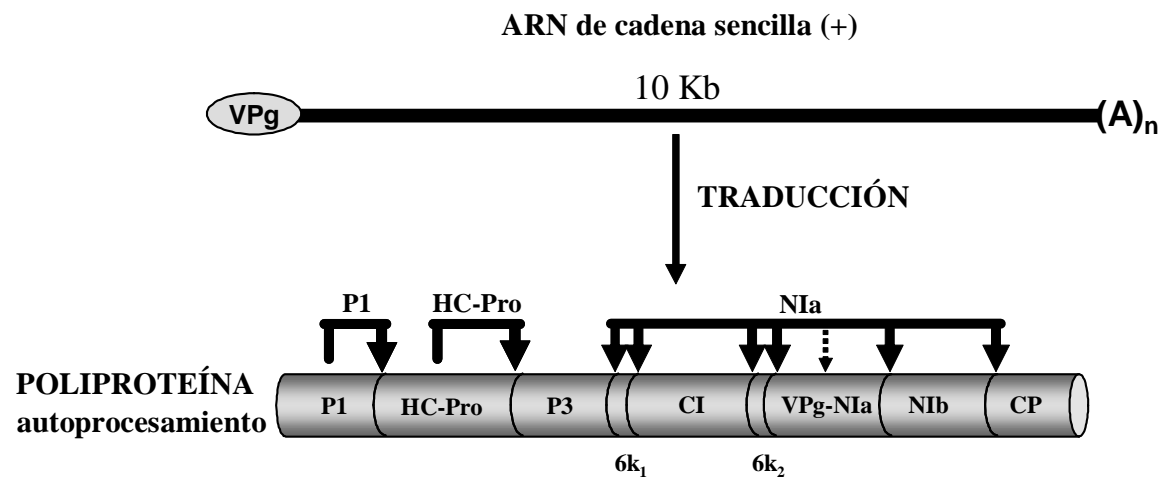 ARN de cadena sencilla (+)
10 Kb
VPg
(A)n
TRADUCCIÓN
P1
HC-Pro
NIa
POLIPROTEÍNA
autoprocesamiento
P1
HC-Pro
P3
CI
VPg-NIa
NIb
CP
6k1
6k2